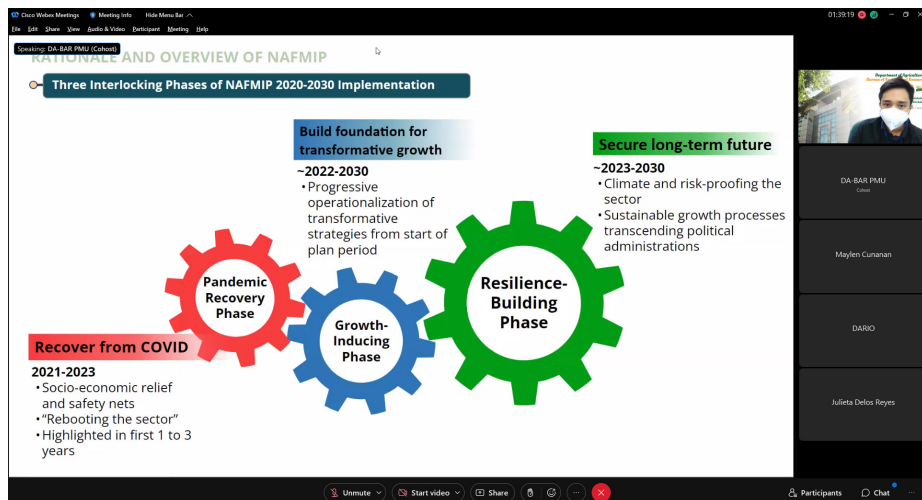 Cisco Webex Meetings
Meeting Info
Hide Menu Bar
01:39:19
File Edit Share View Audio & Video Participant Meeting Help
Speaking: DA-BAR PMU (Cohost)
RATIONALE AND OVERVIEW OF NAFMIP
Three Interlocking Phases of NAFMIP 2020-2030 Implementation
Build foundation for
transformative growth
~2022-2030
•Progressive
operationalization of
transformative
strategies from start of
plan period
Secure long-term future
~2023-2030
•Climate and risk-proofing the
sector
•Sustainable growth processes
transcending political
administrations
Pandemic
Recovery
Phase
Growth-
Inducing
Phase
Resilience-
Building
Phase
Recover from COVID
2021-2023
•Socio-economic relief
and safety nets
•“Rebooting the sector”
•Highlighted in first 1 to 3
years
Department of Agriculture
DA-BAR PMU
Cohost
Maylen Cunanan
DARIO
Julieta Delos Reyes
Unmute
Start video
Share
Participants
Chat